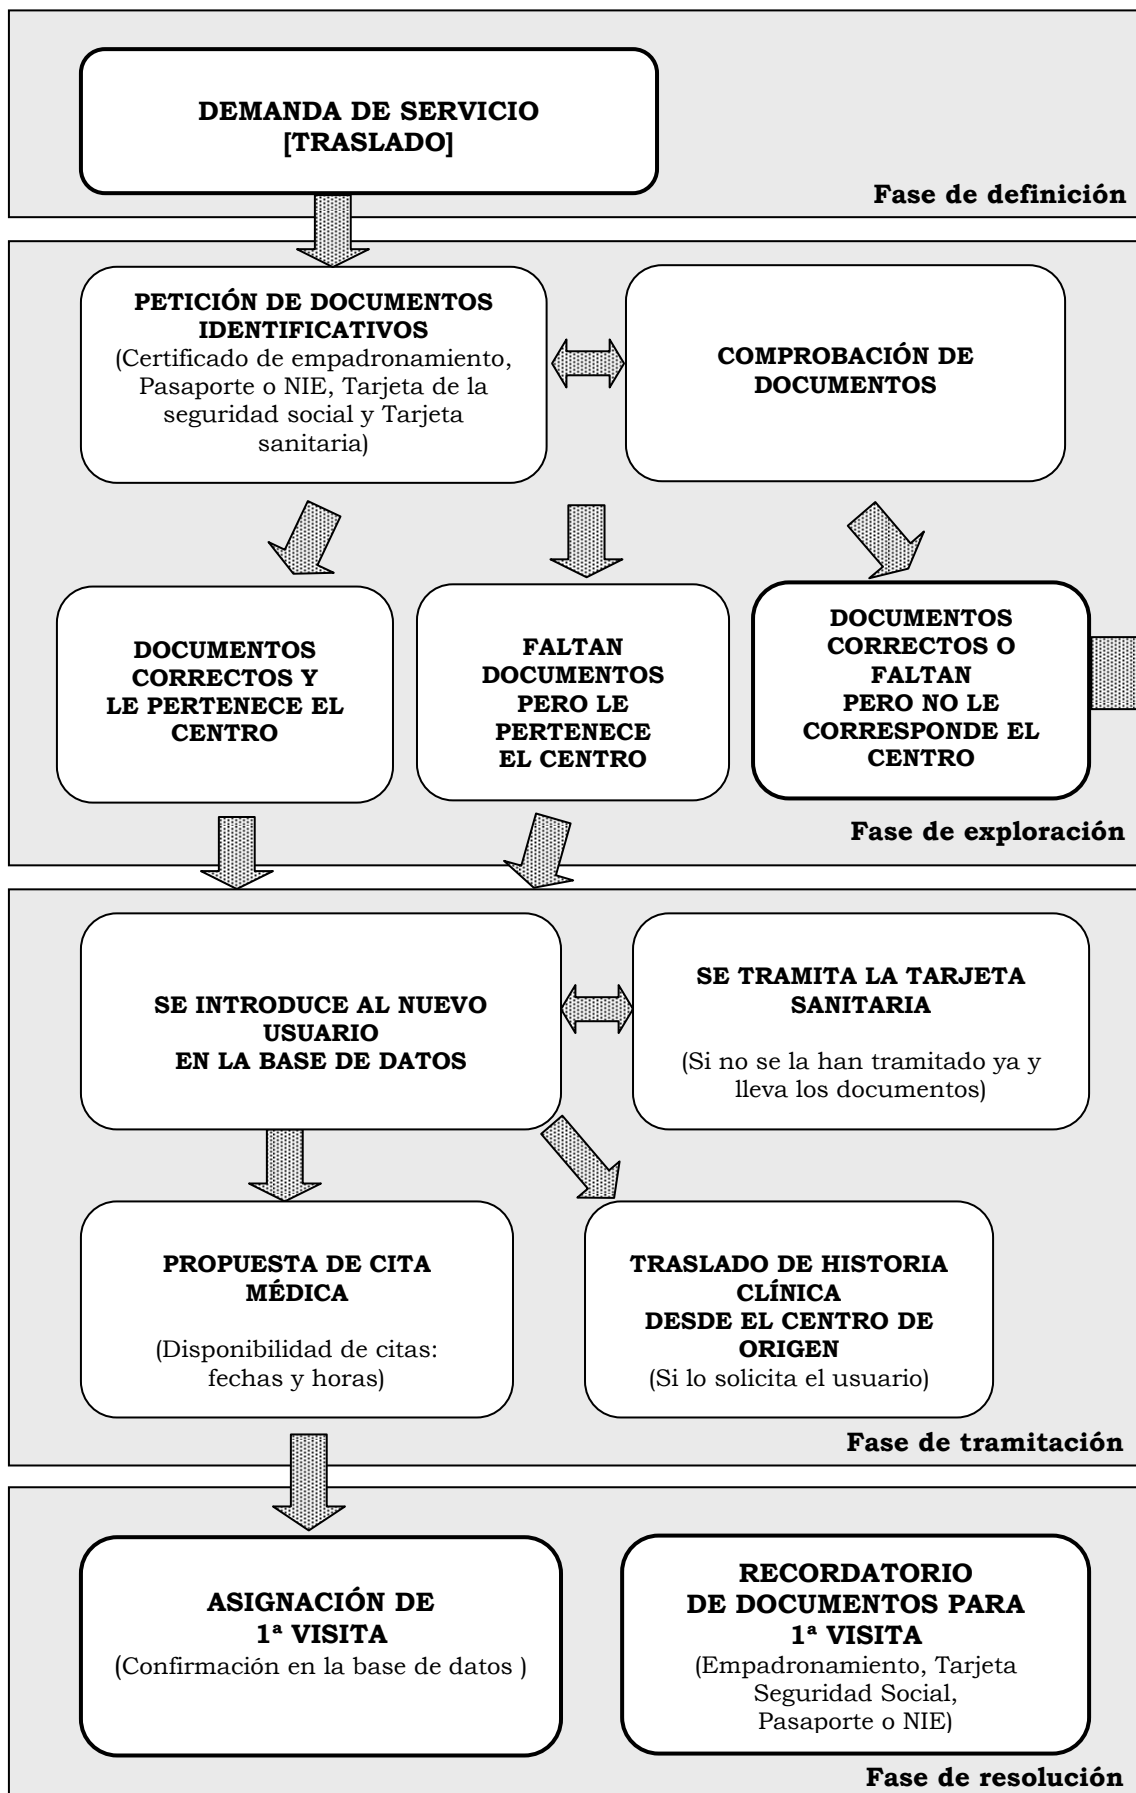 DEMANDA DE SERVICIO
[TRASLADO]
Fase de definición
PETICIÓN DE DOCUMENTOS
IDENTIFICATIVOS
(Certificado de empadronamiento,
Pasaporte o NIE, Tarjeta de la
seguridad social y Tarjeta
sanitaria)
COMPROBACIÓN DE
DOCUMENTOS
DOCUMENTOS
CORRECTOS Y
LE PERTENECE EL
CENTRO
FALTAN
DOCUMENTOS
PERO LE
PERTENECE
EL CENTRO
DOCUMENTOS
CORRECTOS O
FALTAN
PERO NO LE
CORRESPONDE EL
CENTRO
Fase de exploración
SE INTRODUCE AL NUEVO
USUARIO
EN LA BASE DE DATOS
SE TRAMITA LA TARJETA
SANITARIA
(Si no se la han tramitado ya y
lleva los documentos)
PROPUESTA DE CITA
MÉDICA
(Disponibilidad de citas:
fechas y horas)
TRASLADO DE HISTORIA
CLÍNICA
DESDE EL CENTRO DE
ORIGEN
(Si lo solicita el usuario)
Fase de tramitación
ASIGNACIÓN DE
1ª VISITA
(Confirmación en la base de datos )
RECORDATORIO
DE DOCUMENTOS PARA
1ª VISITA
(Empadronamiento, Tarjeta
Seguridad Social,
Pasaporte o NIE)
Fase de resolución